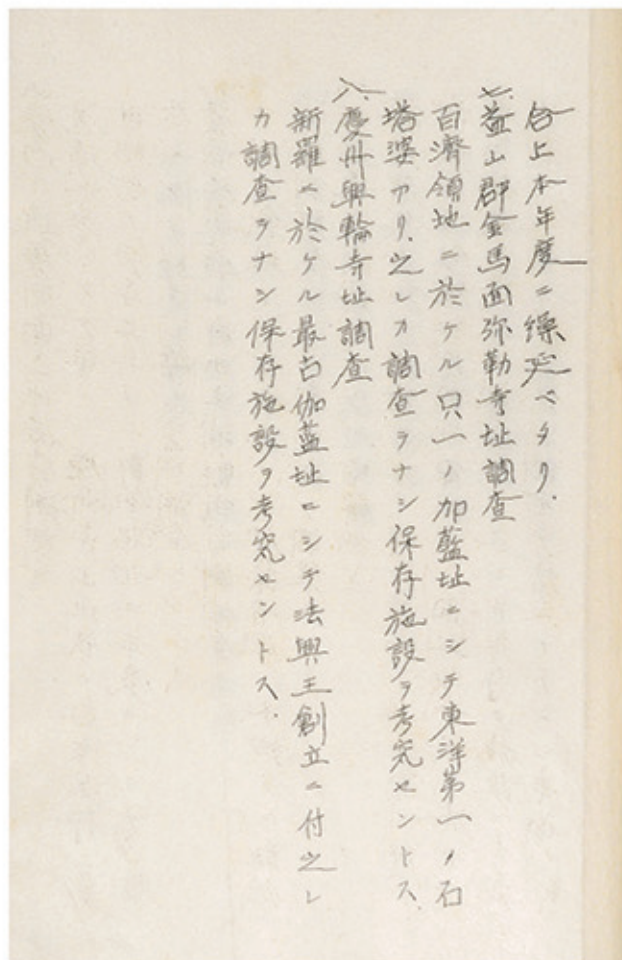 合上本年度ニ繰延ベタリ.
七.益山郡金馬面弥勒寺址調査
百濟領地ニ於ケル只一ノ加藍址ニシテ東洋第一ノ石
塔婆アリ.之レカ調査ヲナシ保存施設ヲ考究セントス.
八.慶州興輪寺址調査
新羅ニ於ケル最古伽藍址ニシテ法興王創立ニ付之レ
カ調査ヲナシ保存施設ヲ考究セントス.